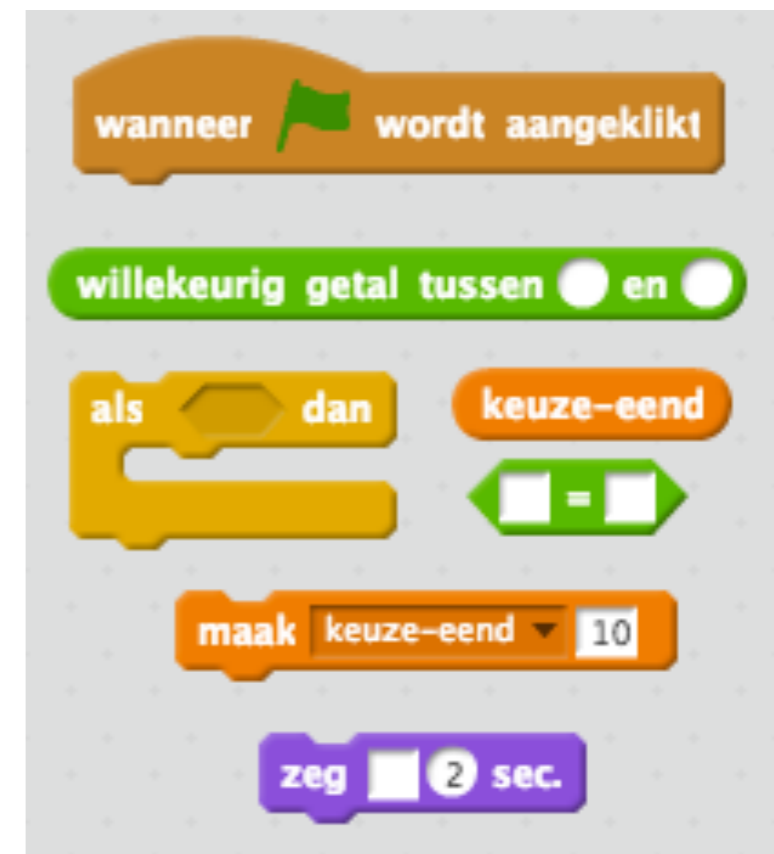 wanneer wordt aangeklikt
willekeurig getal tussen en
als dan
keuze-eend
=
maak keuze-eend 10
zeg 2 sec.